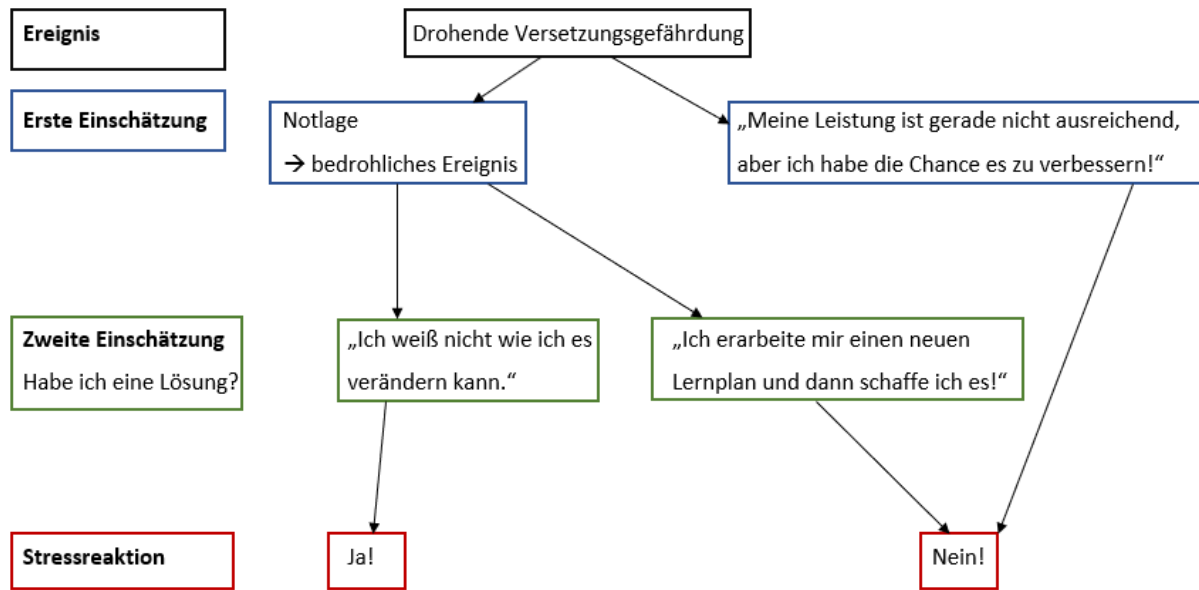 Ereignis
Drohende Versetzungsgefährdung
Erste Einschätzung
Notlage
→ bedrohliches Ereignis
„Meine Leistung ist gerade nicht ausreichend,
aber ich habe die Chance es zu verbessern!“
Zweite Einschätzung
Habe ich eine Lösung?
„Ich weiß nicht wie ich es
verändern kann.“
„Ich erarbeite mir einen neuen
Lernplan und dann schaffe ich es!“
Stressreaktion
Ja!
Nein!